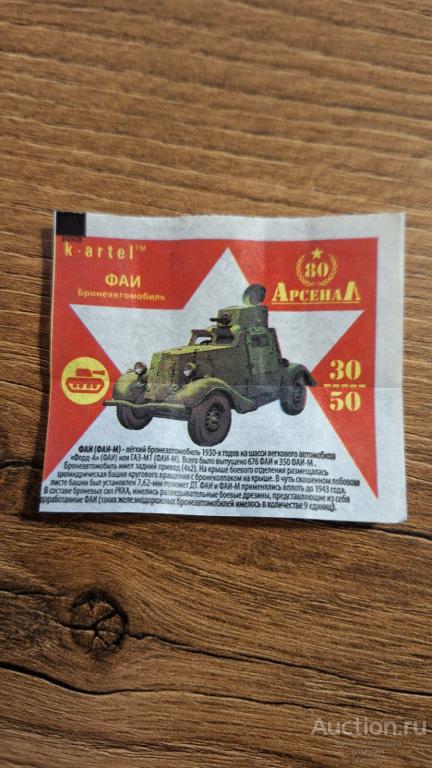 k-artel™
ФАИ
Бронеавтомобиль
80
АРСЕНАЛ
30
50
ФАИ (ФАИ-М) - лёгкий бронеавтомобиль 1930-х годов на шасси легкового автомобиля
«Форд-А» (ФАИ) или ГАЗ-М1 (ФАИ-М). Всего было выпущено 676 ФАИ и 350 ФАИ-М .
Бронеавтомобиль имел задний привод (4х2). На крыше боевого отделения размещалась
цилиндрическая башня кругового вращения с бронеколпаком на крыше. В чуть скошенном лобовом
листе башни был установлен 7,62-мм пулемет ДТ. ФАИ и ФАИ-М применялись вплоть до 1943 года.
В составе броневых сил РККА, имелись разведывательные боевые дрезины, представляющие из себя
доработанные ФАИ (таких железнодорожных бронеавтомобилей имелось в количестве 9 единиц).
Auction.ru